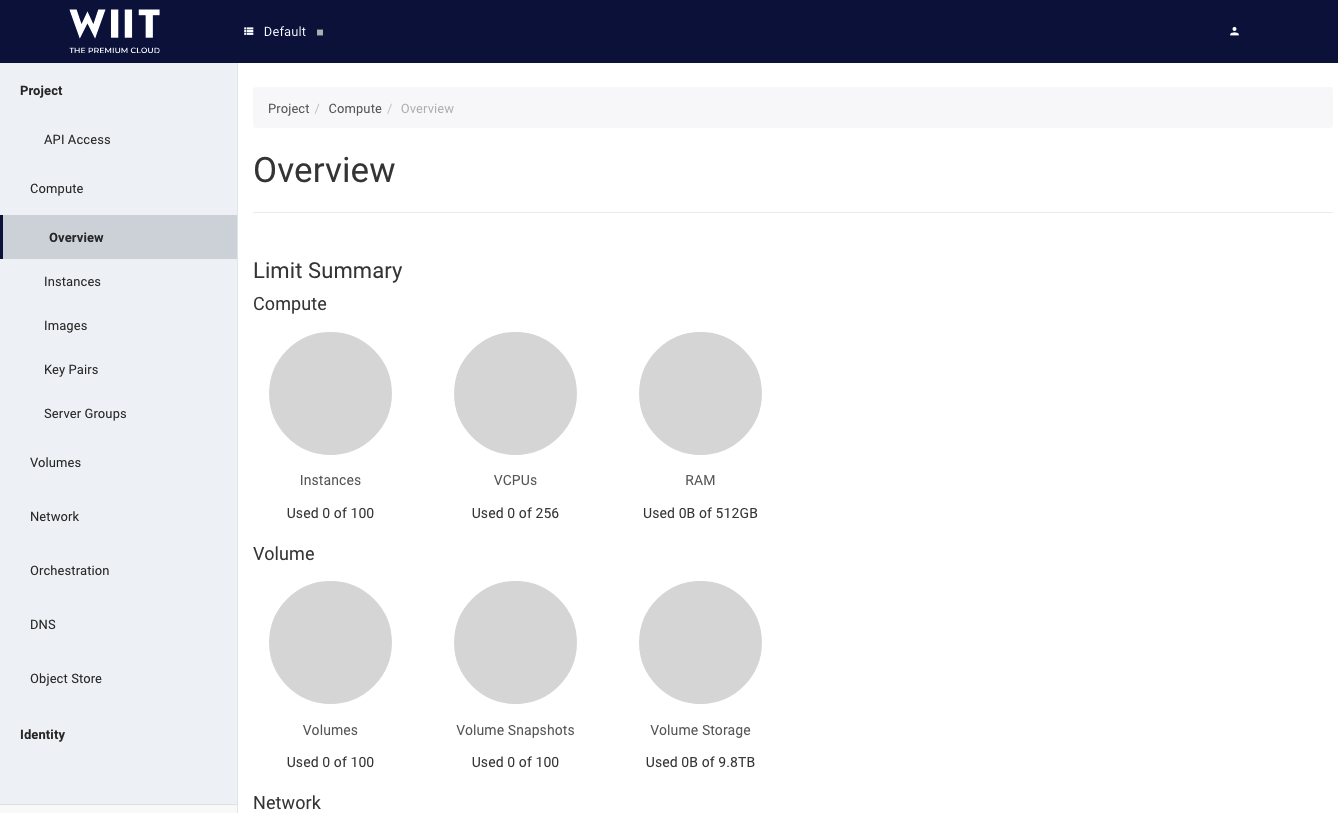 WIIT
THE PREMIUM CLOUD
Default
Project
API Access
Compute
Overview
Instances
Images
Key Pairs
Server Groups
Volumes
Network
Orchestration
DNS
Object Store
Identity
Project / Compute / Overview
Overview
Limit Summary
Compute
Instances VCPUs RAM
Used 0 of 100 Used 0 of 256 Used 0B of 512GB
Volume
Volumes Volume Snapshots Volume Storage
Used 0 of 100 Used 0 of 100 Used 0B of 9.8TB
Network